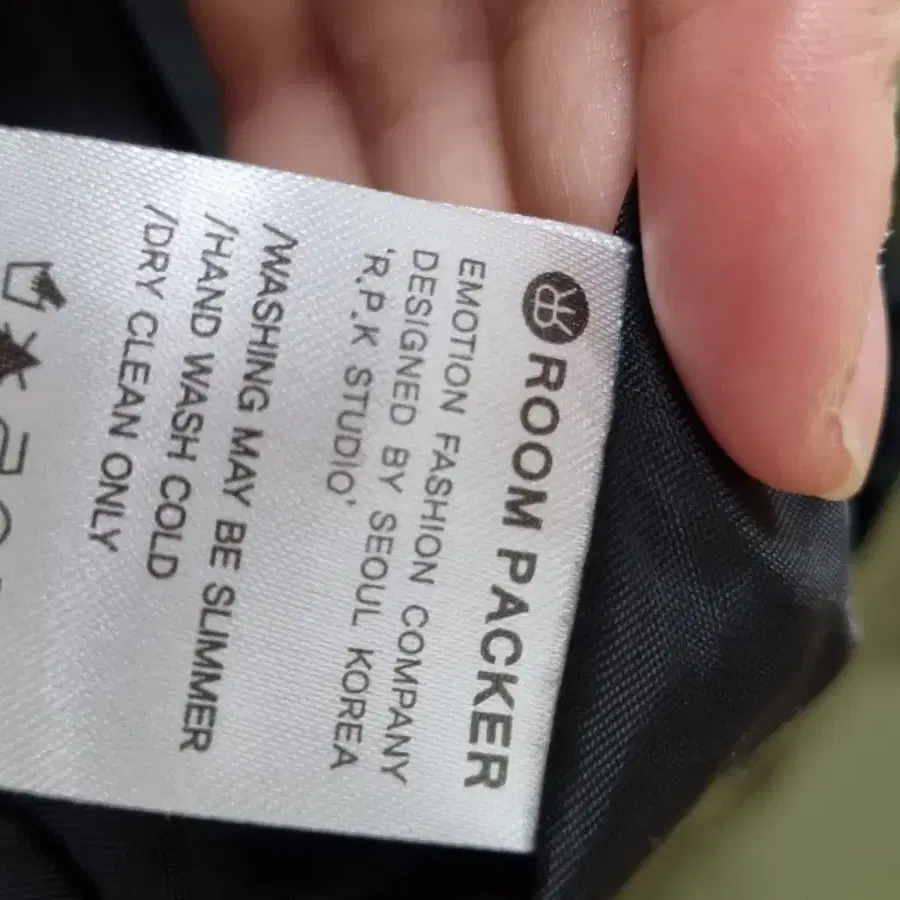 ROOM PACKER
EMOTION FASHION COMPANY
DESIGNED BY SEOUL KOREA
'R.P.K STUDIO'
/WASHING MAY BE SLIMMER
/HAND WASH COLD
/DRY CLEAN ONLY